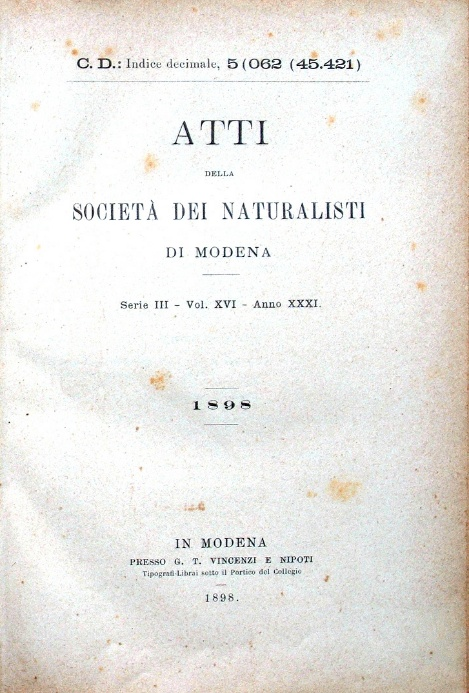 C. D.: Indice decimale, 5 (062 (45.421)
ATTI
DELLA
SOCIETÀ DEI NATURALISTI
DI MODENA
Serie III - Vol. XVI - Anno XXXI.
1898
IN MODENA
PRESSO G. T. VINCENZI E NIPOTI
Tipografi-Librai sotto il Portico del Collegio
1898.